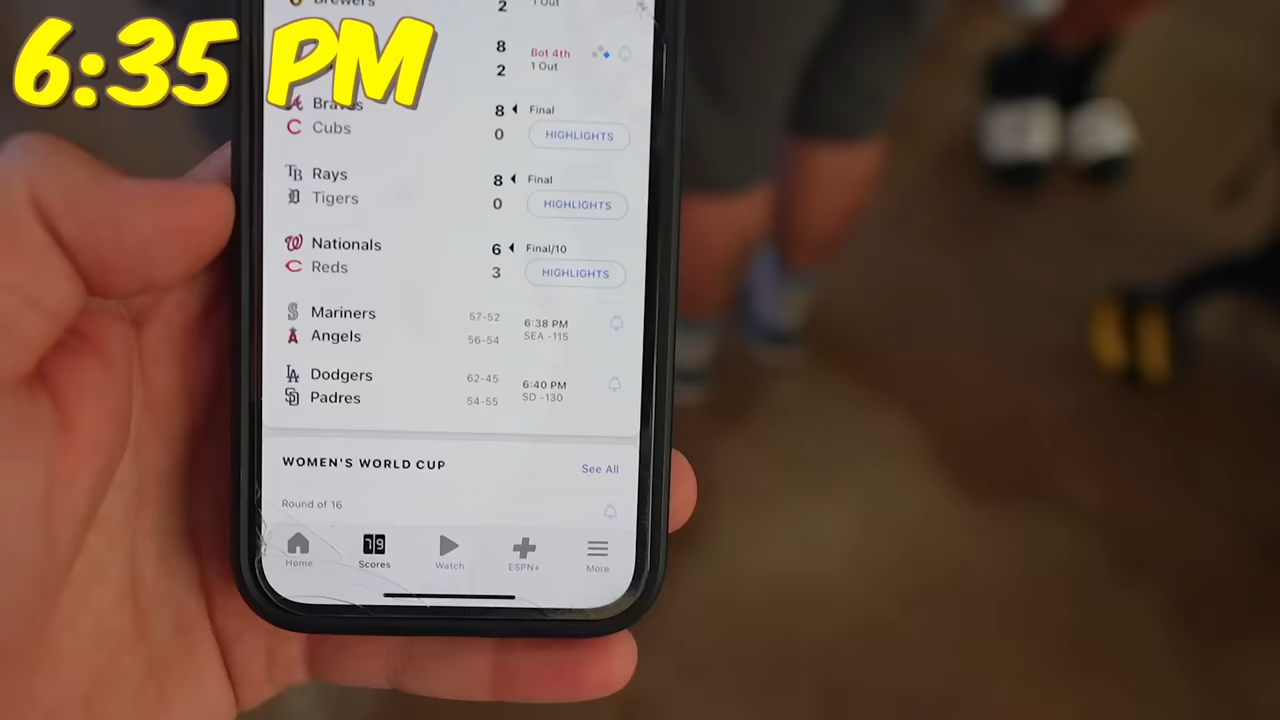 6:35 PM
Brewers 2 1 Out
8 Bot 4th
2 1 Out
Braves 8 Final
Cubs 0 HIGHLIGHTS
Rays 8 Final
Tigers 0 HIGHLIGHTS
Nationals 6 Final/10
Reds 3 HIGHLIGHTS
Mariners 57-52 6:38 PM
Angels 56-54 SEA -115
Dodgers 62-45 6:40 PM
Padres 54-55 SD -130
WOMEN'S WORLD CUP See All
Round of 16
Home Scores Watch ESPN+ More